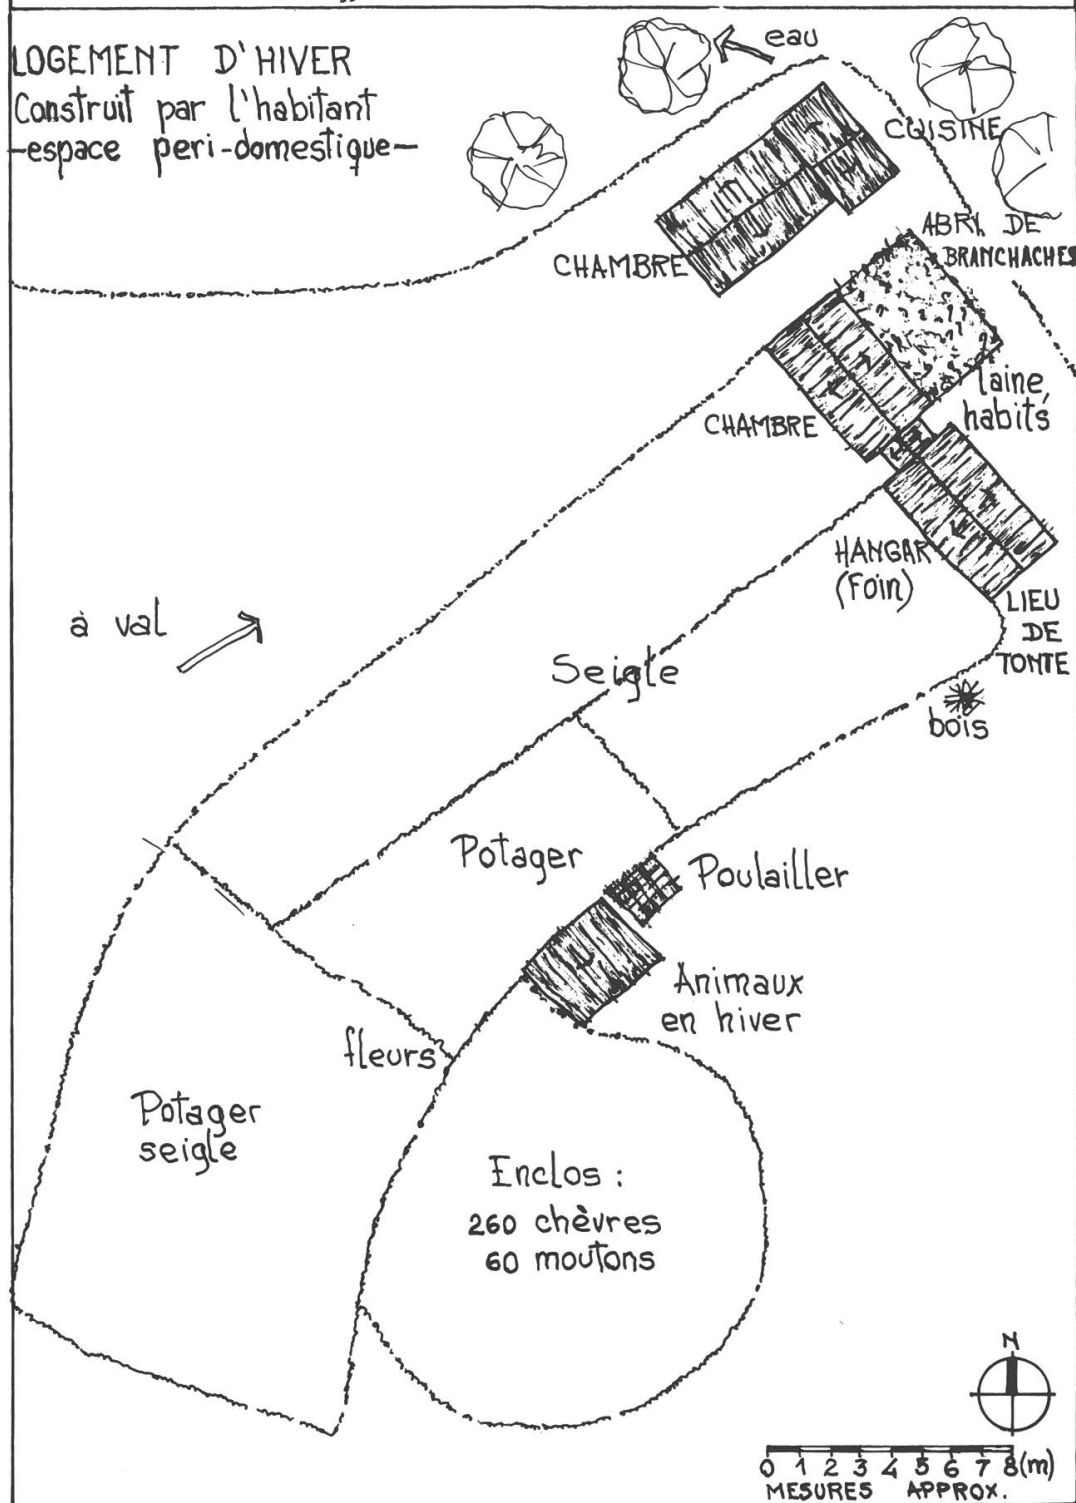 LOGEMENT D'HIVER
Construit par l'habitant
-espace peri-domestique-
eau
CUISINE
CHAMBRE
ABRI DE
BRANCHACHES
laine,
habits
CHAMBRE
HANGAR
(Foin)
LIEU
DE
TONTE
à val
Seigle
bois
Potager
Poulailler
Animaux
en hiver
fleurs
Potager
seigle
Enclos :
260 chèvres
60 moutons
N
0 1 2 3 4 5 6 7 8(m)
MESURES APPROX.